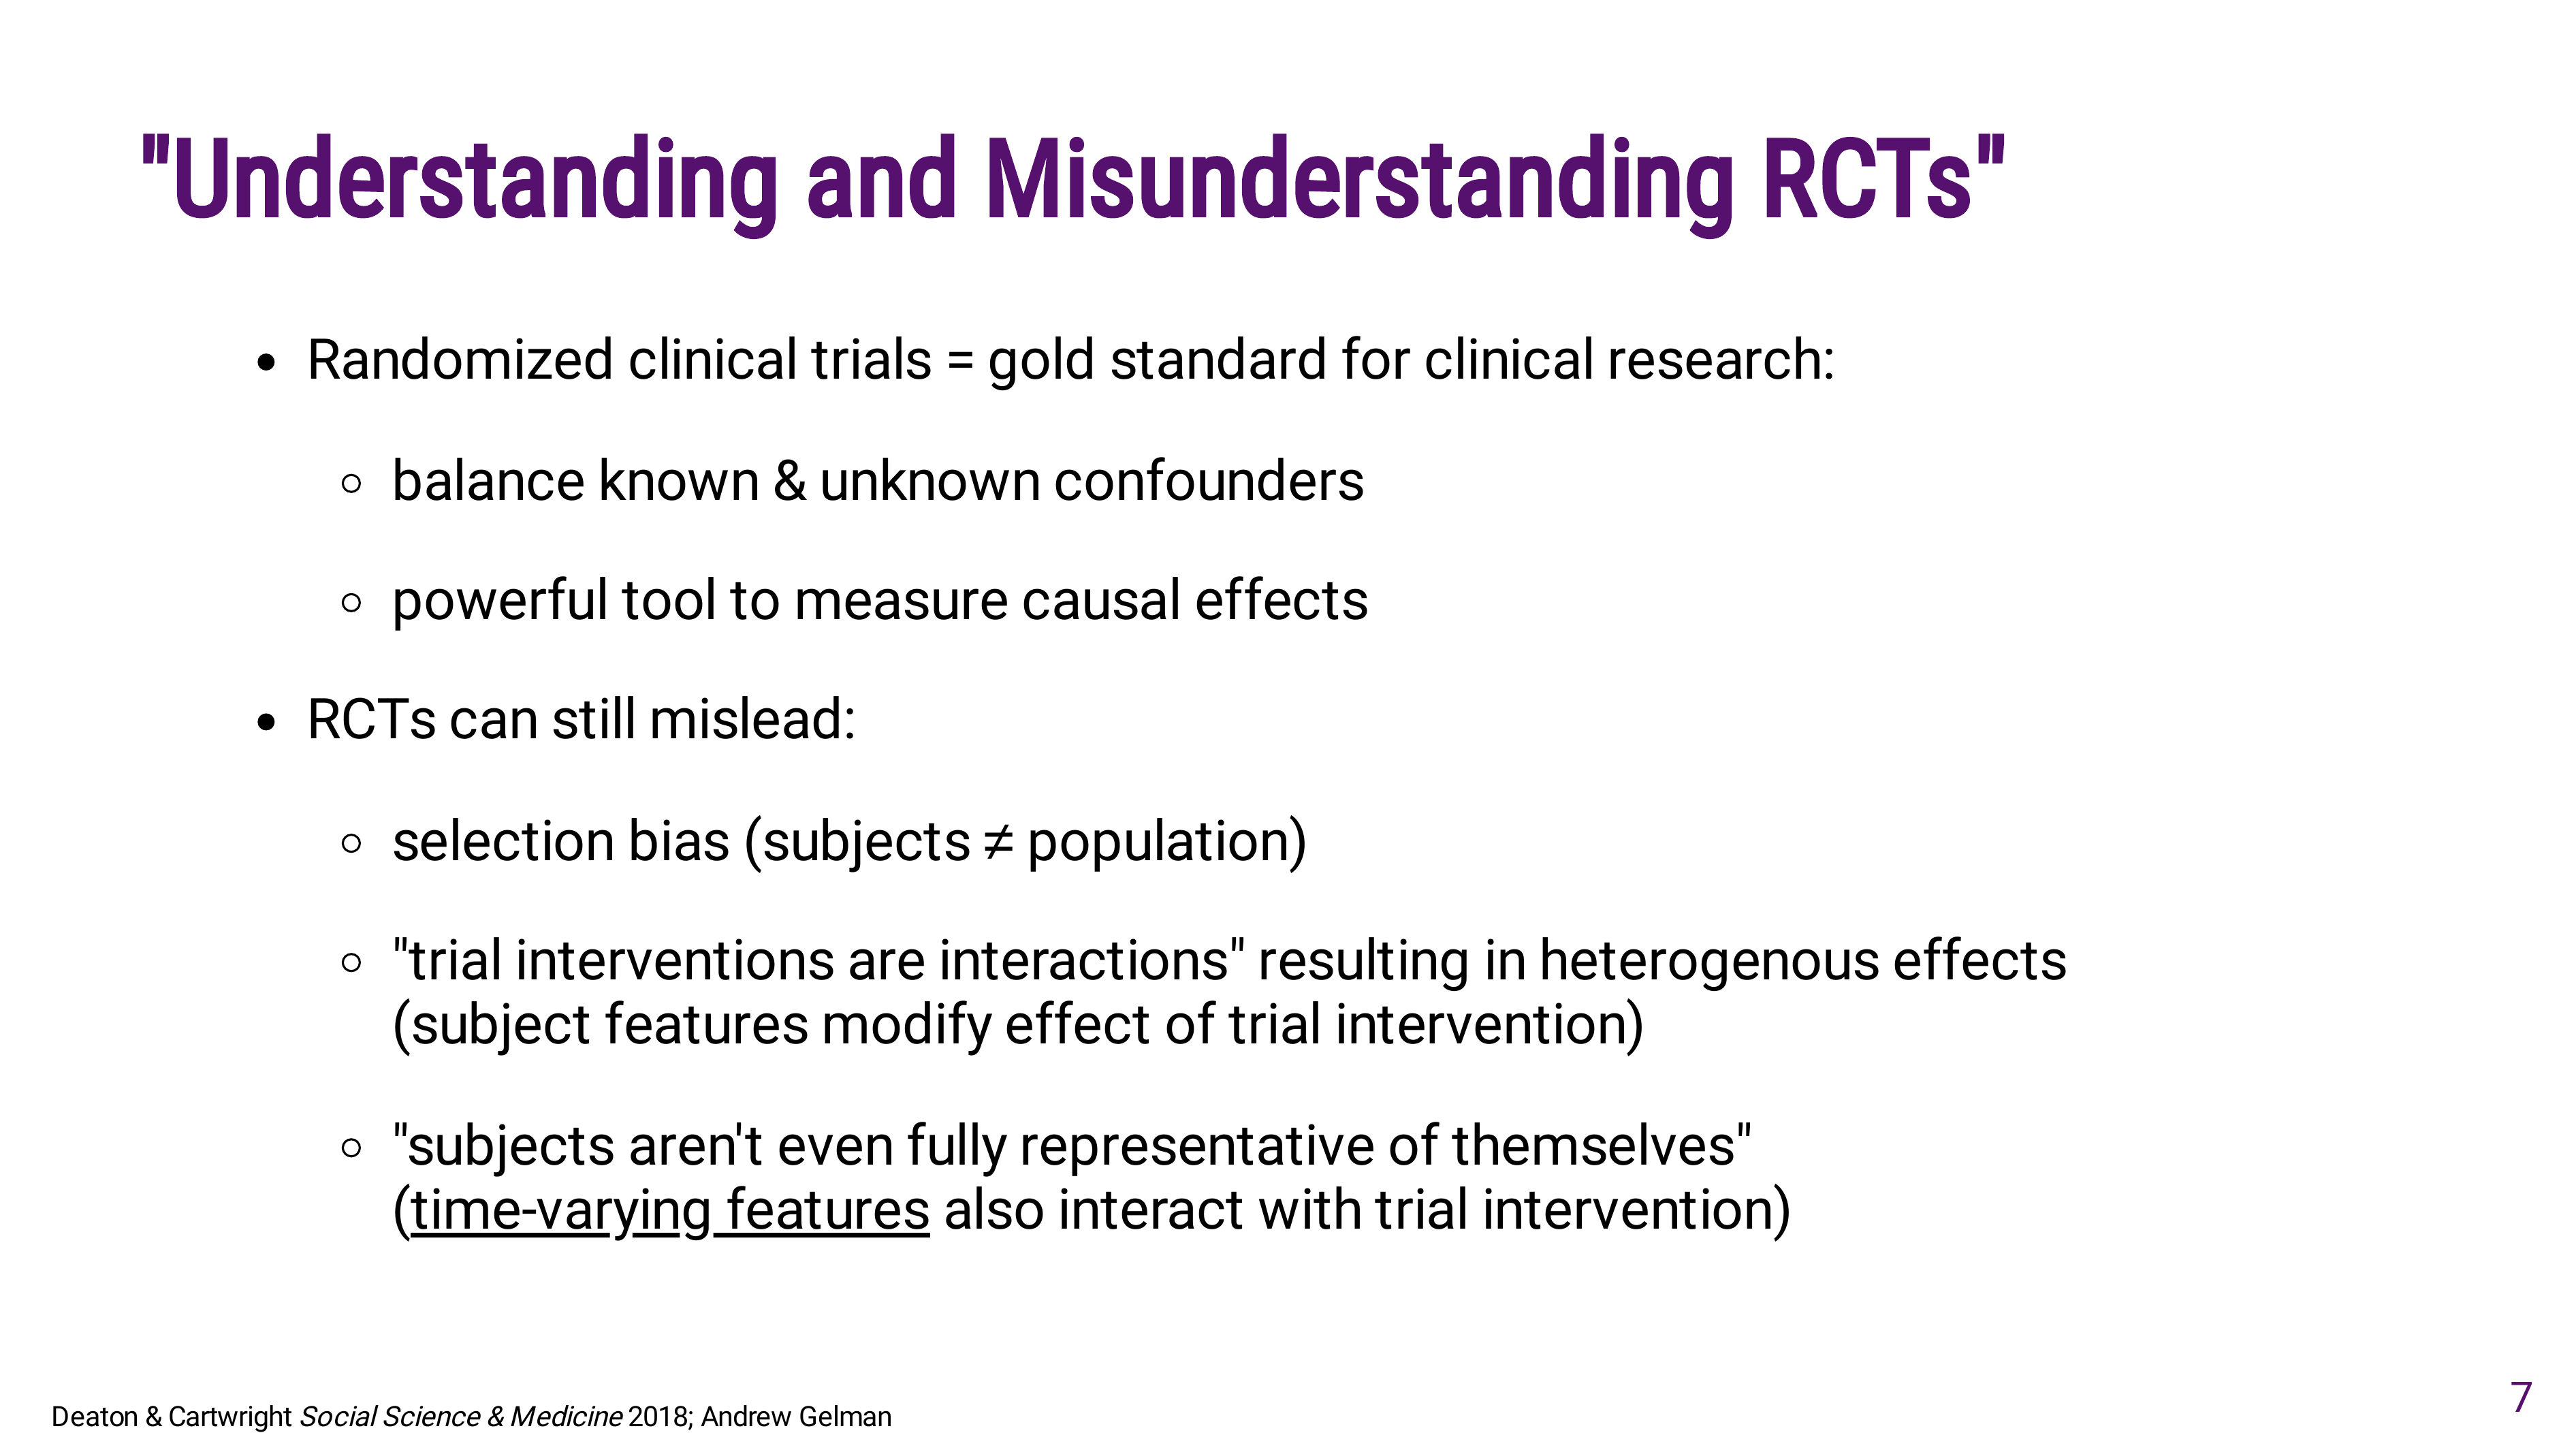 "Understanding and Misunderstanding RCTs"
• Randomized clinical trials = gold standard for clinical research:
◦ balance known & unknown confounders
◦ powerful tool to measure causal effects
• RCTs can still mislead:
◦ selection bias (subjects ≠ population)
◦ "trial interventions are interactions" resulting in heterogenous effects
(subject features modify effect of trial intervention)
◦ "subjects aren't even fully representative of themselves"
(time-varying features also interact with trial intervention)
Deaton & Cartwright Social Science & Medicine 2018; Andrew Gelman
7